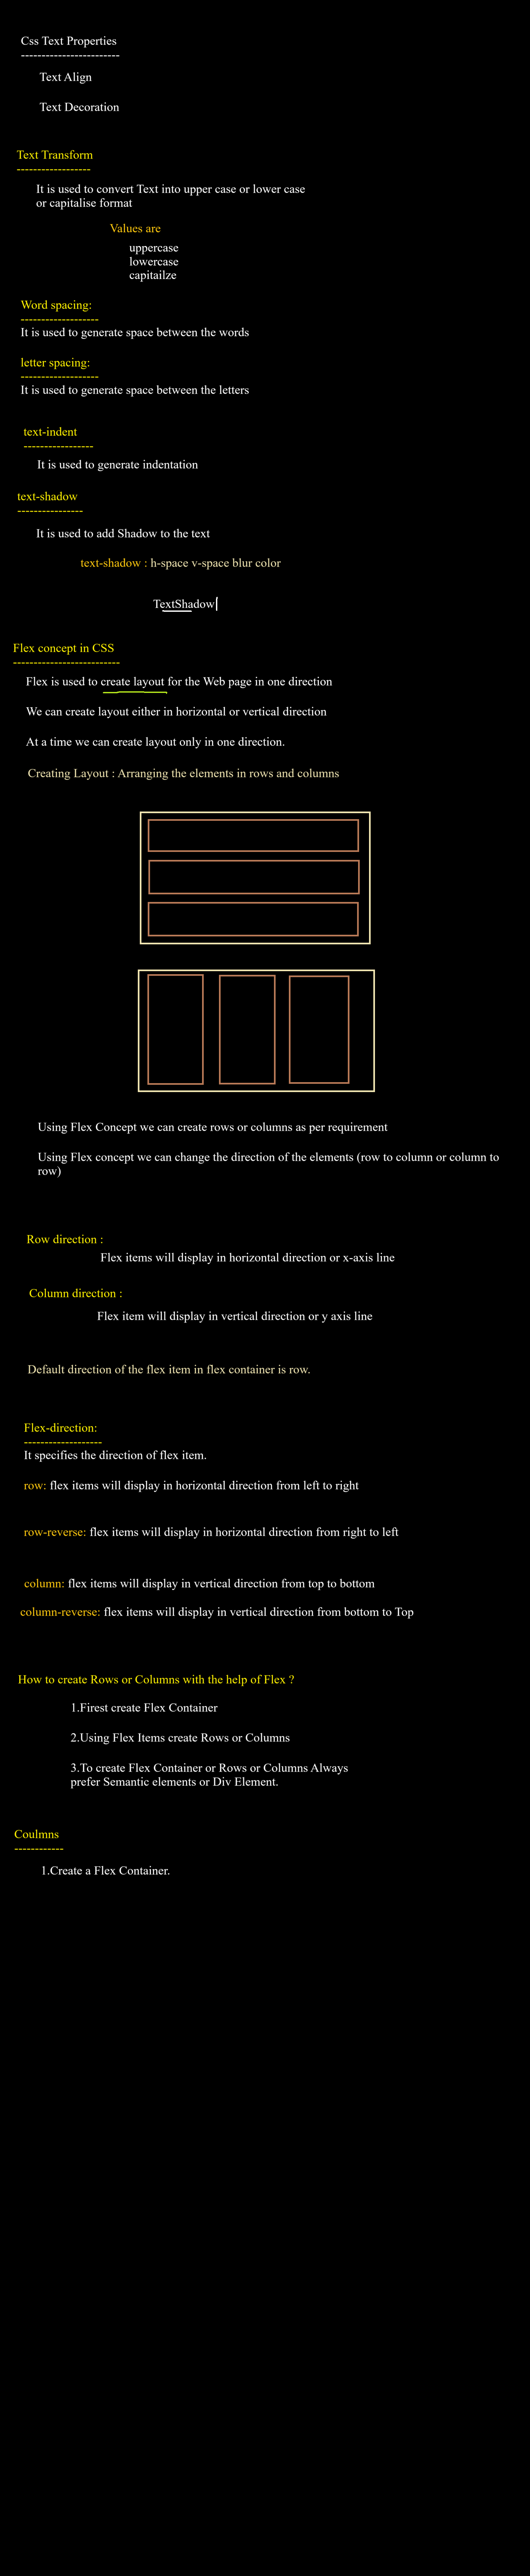 Css Text Properties
------------------------
Text Align
Text Decoration
Text Transform
------------------
It is used to convert Text into upper case or lower case
or capitalise format
Values are
uppercase
lowercase
capitailze
Word spacing:
-------------------
It is used to generate space between the words
letter spacing:
-------------------
It is used to generate space between the letters
text-indent
-----------------
It is used to generate indentation
text-shadow
----------------
It is used to add Shadow to the text
text-shadow : h-space v-space blur color
TextShadow
Flex concept in CSS
--------------------------
Flex is used to create layout for the Web page in one direction
We can create layout either in horizontal or vertical direction
At a time we can create layout only in one direction.
Creating Layout : Arranging the elements in rows and columns
Using Flex Concept we can create rows or columns as per requirement
Using Flex concept we can change the direction of the elements (row to column or column to
row)
Row direction :
Flex items will display in horizontal direction or x-axis line
Column direction :
Flex item will display in vertical direction or y axis line
Default direction of the flex item in flex container is row.
Flex-direction:
-------------------
It specifies the direction of flex item.
row: flex items will display in horizontal direction from left to right
row-reverse: flex items will display in horizontal direction from right to left
column: flex items will display in vertical direction from top to bottom
column-reverse: flex items will display in vertical direction from bottom to Top
How to create Rows or Columns with the help of Flex ?
1.Firest create Flex Container
2.Using Flex Items create Rows or Columns
3.To create Flex Container or Rows or Columns Always
prefer Semantic elements or Div Element.
Coulmns
------------
1.Create a Flex Container.